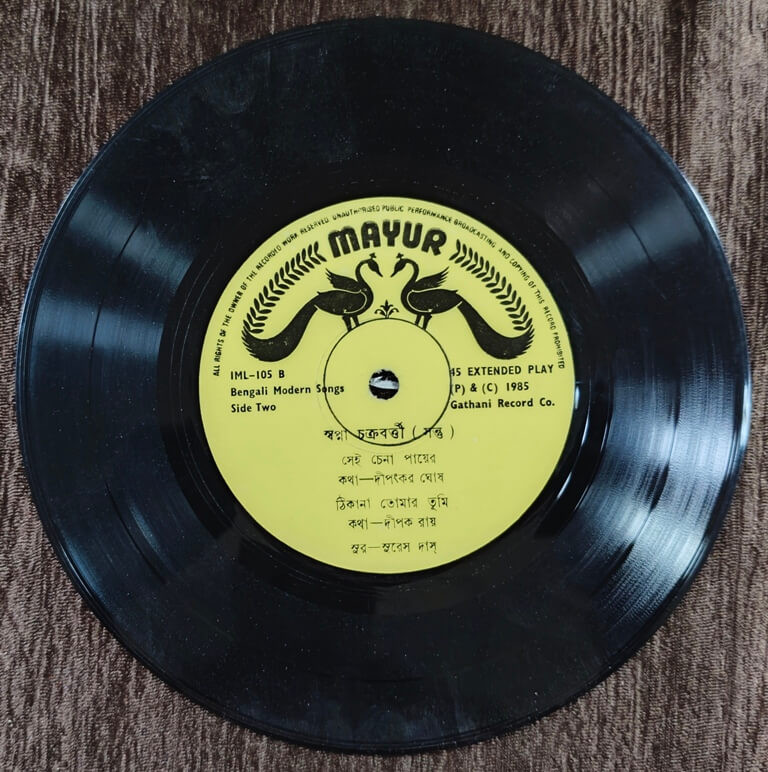 ALL RIGHTS OF THE OWNER OF THE RECORDED WORK RESERVED UNAUTHORISED PUBLIC PERFORMANCE BROADCASTING AND COPYING OF THIS RECORD PROHIBITED
MAYUR
IML-105 B
Bengali Modern Songs
Side Two
45 EXTENDED PLAY
(P) & (C) 1985
Gathani Record Co.
স্বপ্না চক্রবর্ত্তী ( সন্তু )
সেই চেনা পায়ের
কথা—দীপংকর ঘোষ
ঠিকানা তোমার তুমি
কথা—দীপক রায়
সুর—সুরেস দাস্